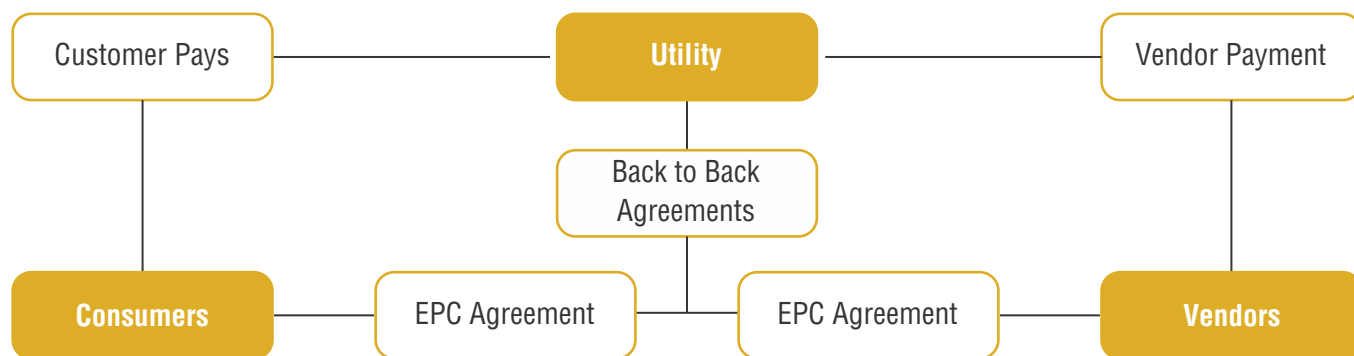 Customer Pays
Utility
Vendor Payment
Back to Back
Agreements
Consumers
EPC Agreement
EPC Agreement
Vendors